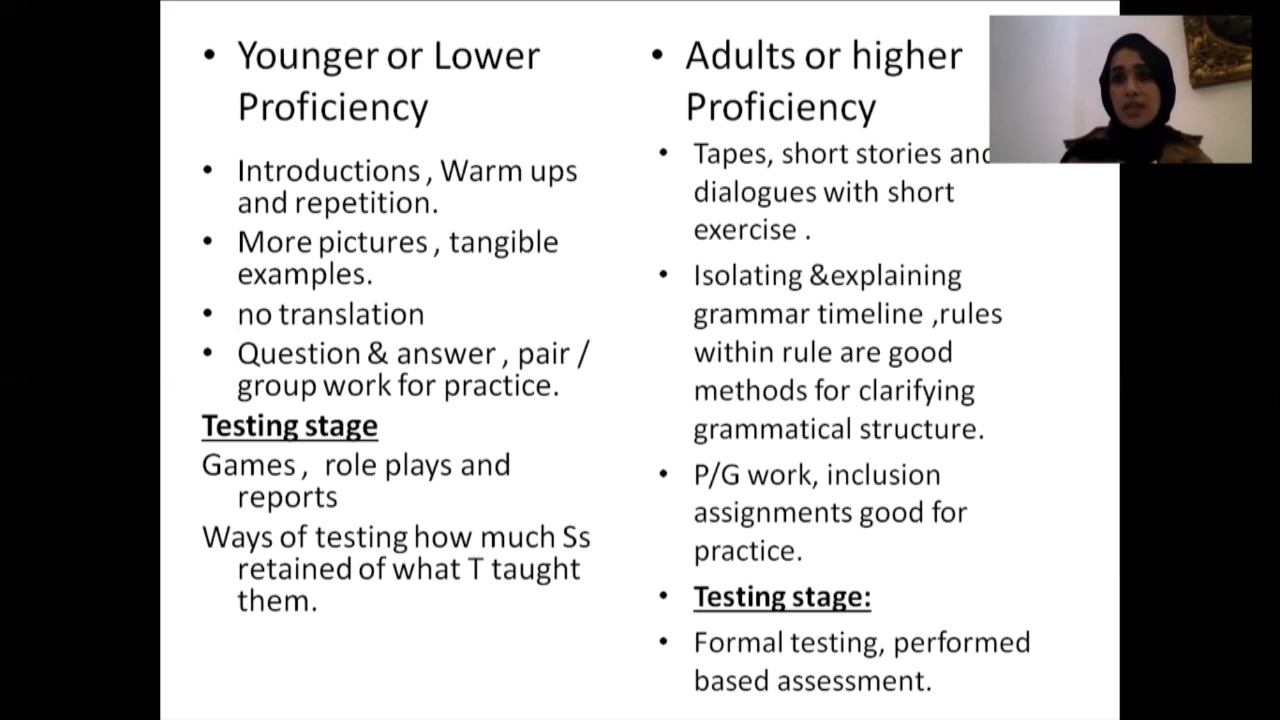 • Younger or Lower
Proficiency
• Introductions , Warm ups
and repetition.
• More pictures , tangible
examples.
• no translation
• Question & answer , pair /
group work for practice.
Testing stage
Games , role plays and
reports
Ways of testing how much Ss
retained of what T taught
them.
• Adults or higher
Proficiency
• Tapes, short stories and
dialogues with short
exercise .
• Isolating &explaining
grammar timeline ,rules
within rule are good
methods for clarifying
grammatical structure.
• P/G work, inclusion
assignments good for
practice.
• Testing stage:
• Formal testing, performed
based assessment.